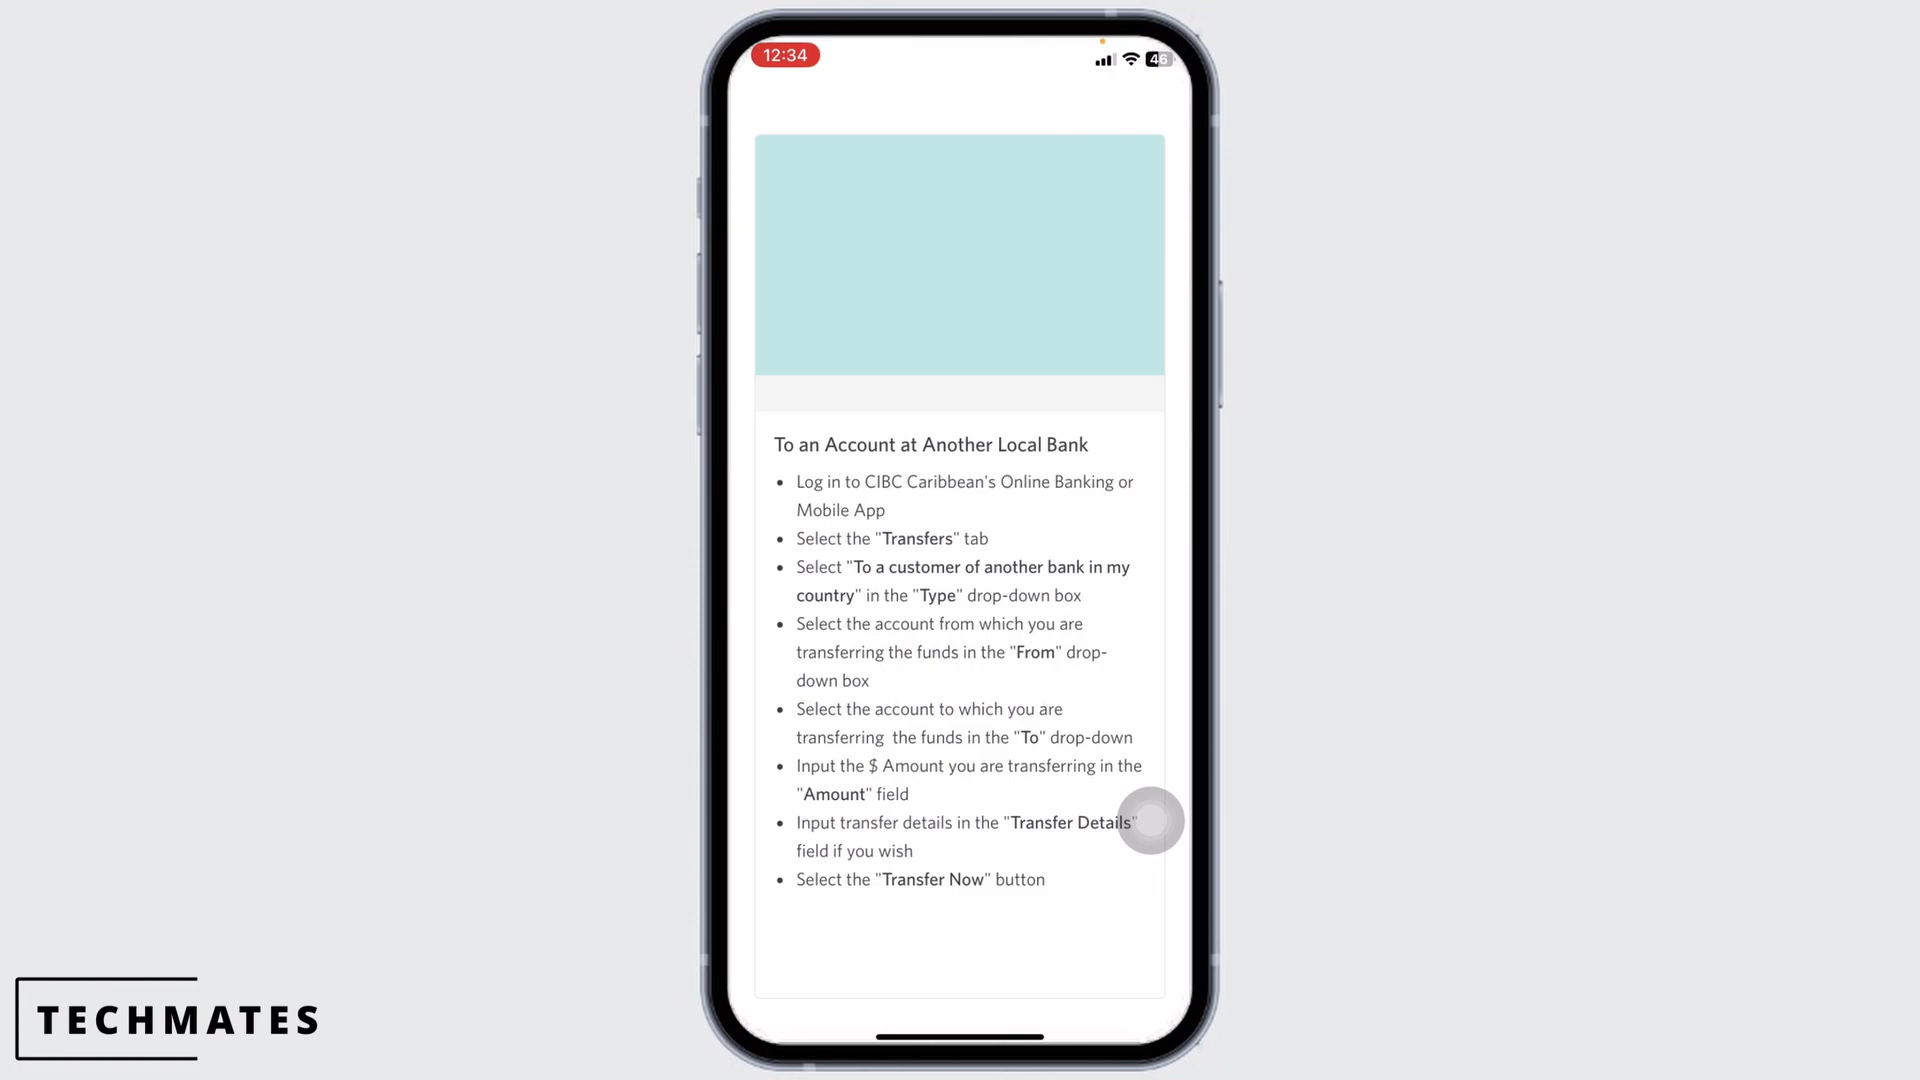 12:34
46
To an Account at Another Local Bank
• Log in to CIBC Caribbean's Online Banking or
Mobile App
• Select the "Transfers" tab
• Select "To a customer of another bank in my
country" in the "Type" drop-down box
• Select the account from which you are
transferring the funds in the "From" drop-
down box
• Select the account to which you are
transferring  the funds in the "To" drop-down
• Input the $ Amount you are transferring in the
"Amount" field
• Input transfer details in the "Transfer Details"
field if you wish
• Select the "Transfer Now" button
TECHMATES